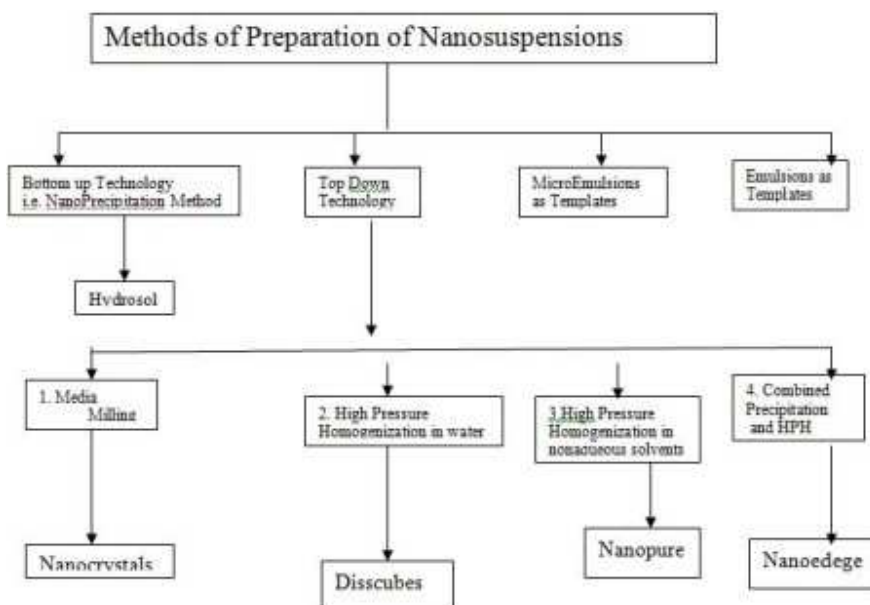 Methods of Preparation of Nanosuspensions
Bottom up Technology
i.e. NanoPrecipitation Method
Top Down
Technology
MicroEmulsions
as Templates
Emulsions as
Templates
Hydrosol
1. Media
Milling
2. High Pressure
Homogenization in water
3.High Pressure
Homogenization in
nonaqueous solvents
4. Combined
Precipitation
and HPH
Nanocrystals
Disscubes
Nanopure
Nanoedege